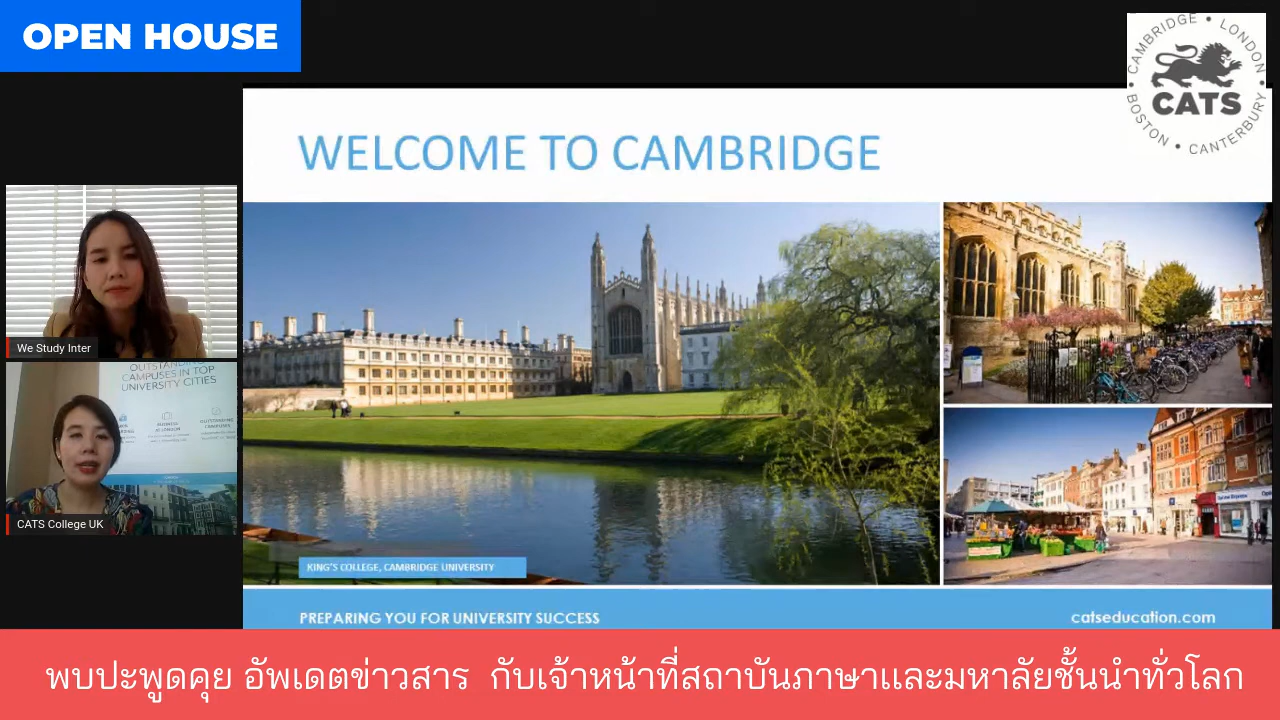 OPEN HOUSE
CAMBRIDGE • LONDON
BOSTON • CANTERBURY
CATS
WELCOME TO CAMBRIDGE
We Study Inter
OUTSTANDING
CAMPUSES IN TOP
UNIVERSITY CITIES
CATS College UK
KING'S COLLEGE, CAMBRIDGE UNIVERSITY
PREPARING YOU FOR UNIVERSITY SUCCESS
catseducation.com
พบปะพูดคุย อัพเดตข่าวสาร กับเจ้าหน้าที่สถาบันภาษาและมหาลัยชั้นนำทั่วโลก